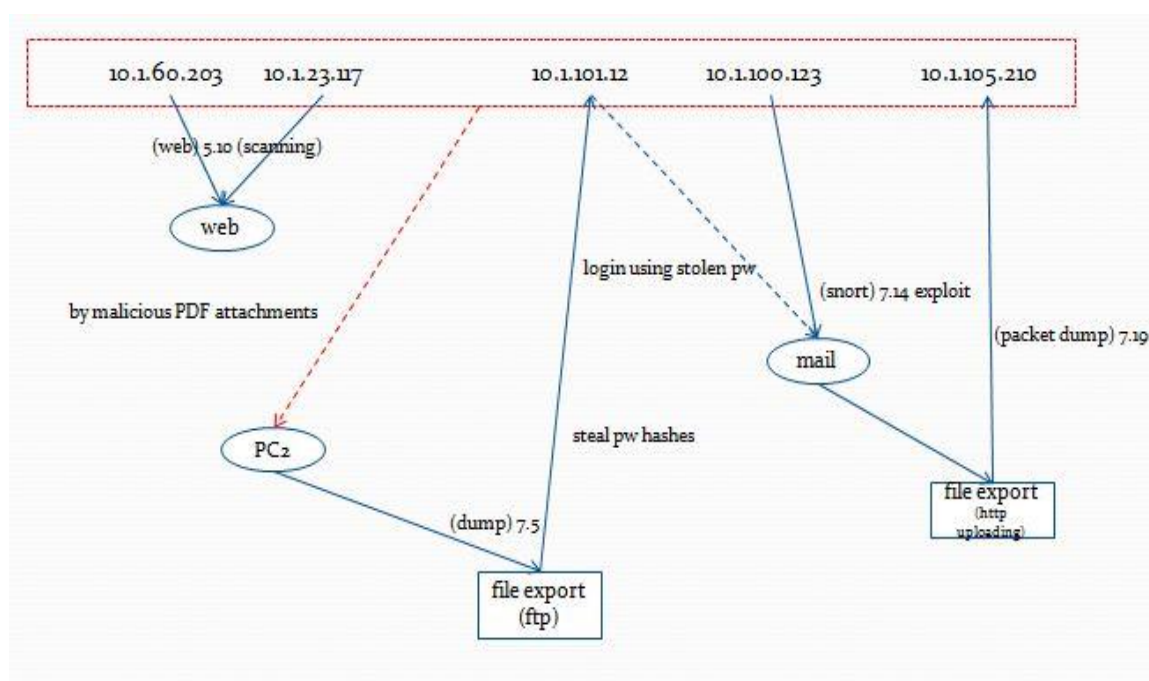 10.1.60.203
10.1.23.117
10.1.101.12
10.1.100.123
10.1.105.210
(web) 5.10 (scanning)
web
login using stolen pw
(snort) 7.14 exploit
by malicious PDF attachments
(packet dump) 7.19
mail
steal pw hashes
PC2
(dump) 7.5
file export
(http
uploading)
file export
(ftp)